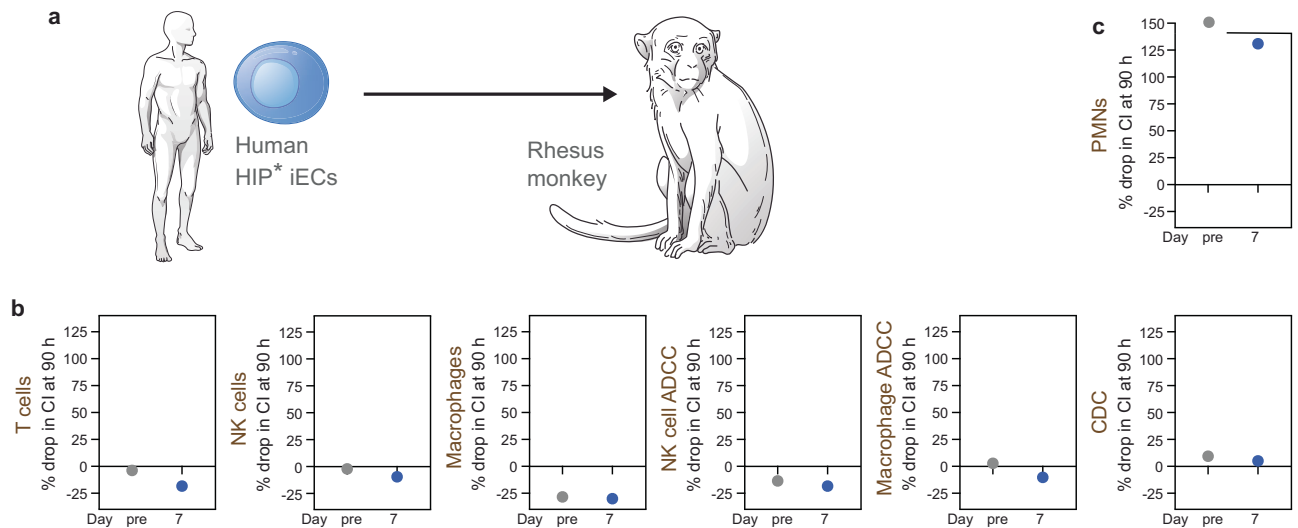 a
Human
HIP* iECs
Rhesus
monkey
c
PMNs
% drop in CI at 90 h
150
125
100
75
50
25
0
-25
Day pre 7
b
T cells
% drop in CI at 90 h
125
100
75
50
25
0
-25
Day pre 7
NK cells
% drop in CI at 90 h
125
100
75
50
25
0
-25
Day pre 7
Macrophages
% drop in CI at 90 h
125
100
75
50
25
0
-25
Day pre 7
NK cell ADCC
% drop in CI at 90 h
125
100
75
50
25
0
-25
Day pre 7
Macrophage ADCC
% drop in CI at 90 h
125
100
75
50
25
0
-25
Day pre 7
CDC
% drop in CI at 90 h
125
100
75
50
25
0
-25
Day pre 7